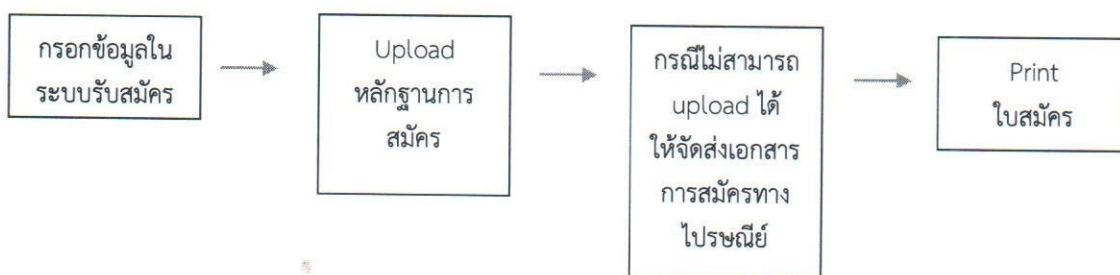 กรอกข้อมูลใน
ระบบรับสมัคร
Upload
หลักฐานการ
สมัคร
กรณีไม่สามารถ
upload ได้
ให้จัดส่งเอกสาร
การสมัครทาง
ไปรษณีย์
Print
ใบสมัคร